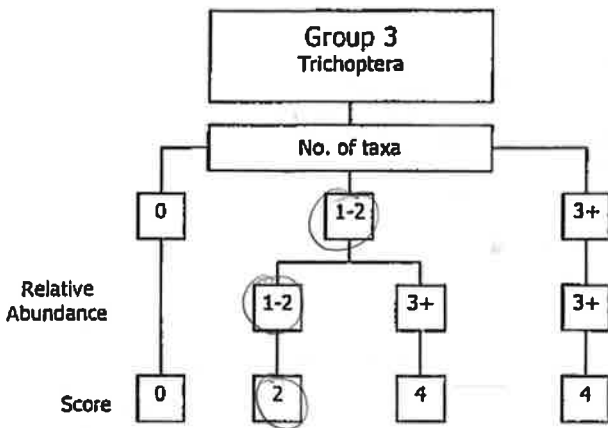 Group 3
Trichoptera
No. of taxa
0 1-2 3+
Relative
Abundance
1-2 3+ 3+
Score 0 2 4 4